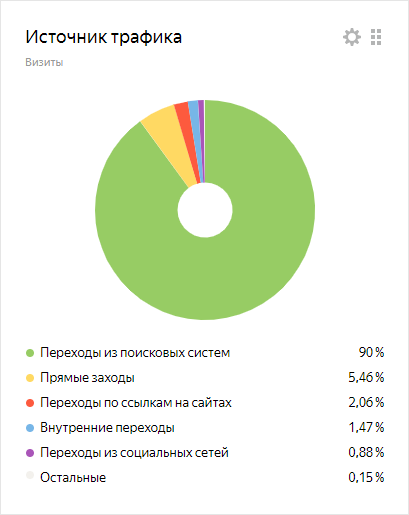 Источник трафика
Визиты
Переходы из поисковых систем 90 %
Прямые заходы 5,46 %
Переходы по ссылкам на сайтах 2,06 %
Внутренние переходы 1,47 %
Переходы из социальных сетей 0,88 %
Остальные 0,15 %